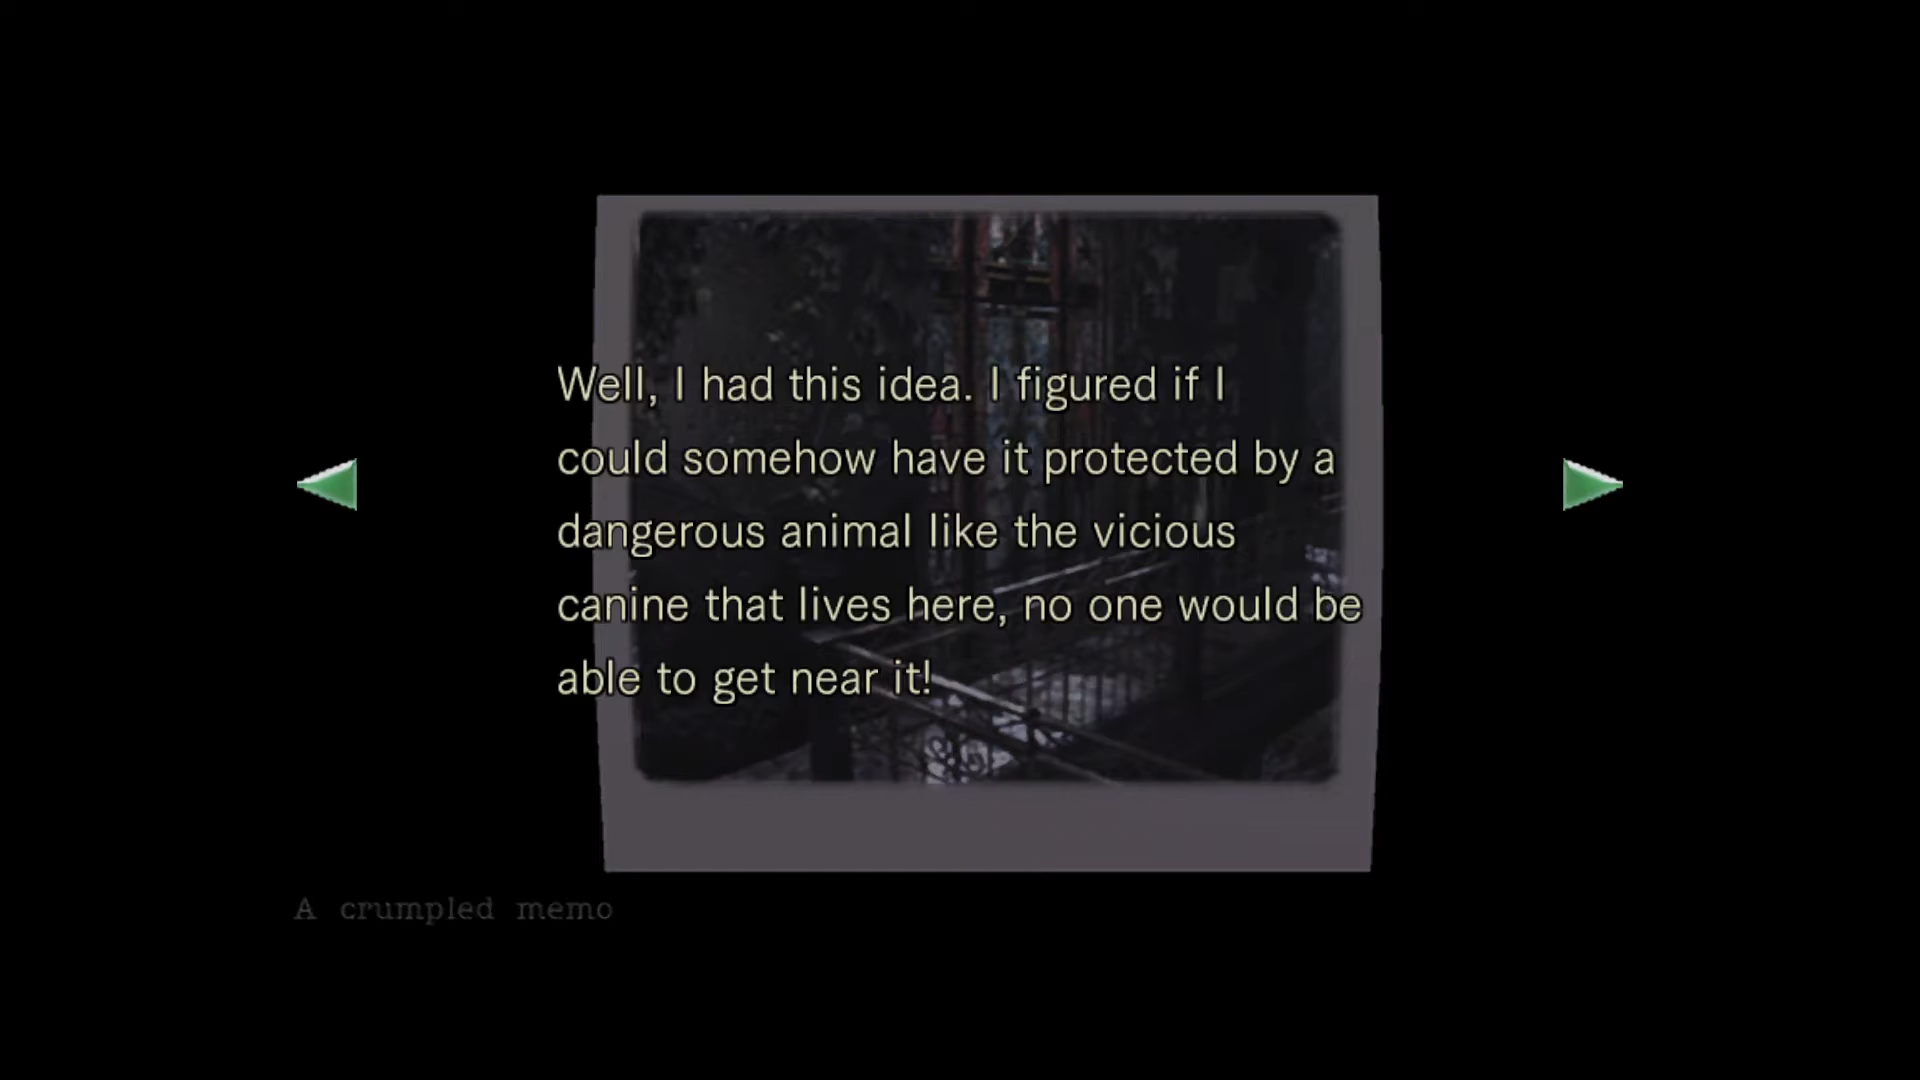 Well, I had this idea. I figured if I
could somehow have it protected by a
dangerous animal like the vicious
canine that lives here, no one would be
able to get near it!
A crumpled memo